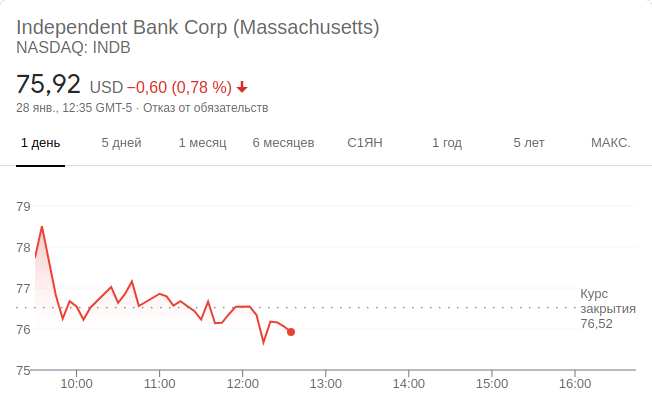 Independent Bank Corp (Massachusetts)
NASDAQ: INDB
75,92 USD −0,60 (0,78 %)
28 янв., 12:35 GMT-5 · Отказ от обязательств
1 день 5 дней 1 месяц 6 месяцев С1ЯН 1 год 5 лет МАКС.
79
78
77
76
75
Курс
закрытия
76,52
10:00 11:00 12:00 13:00 14:00 15:00 16:00